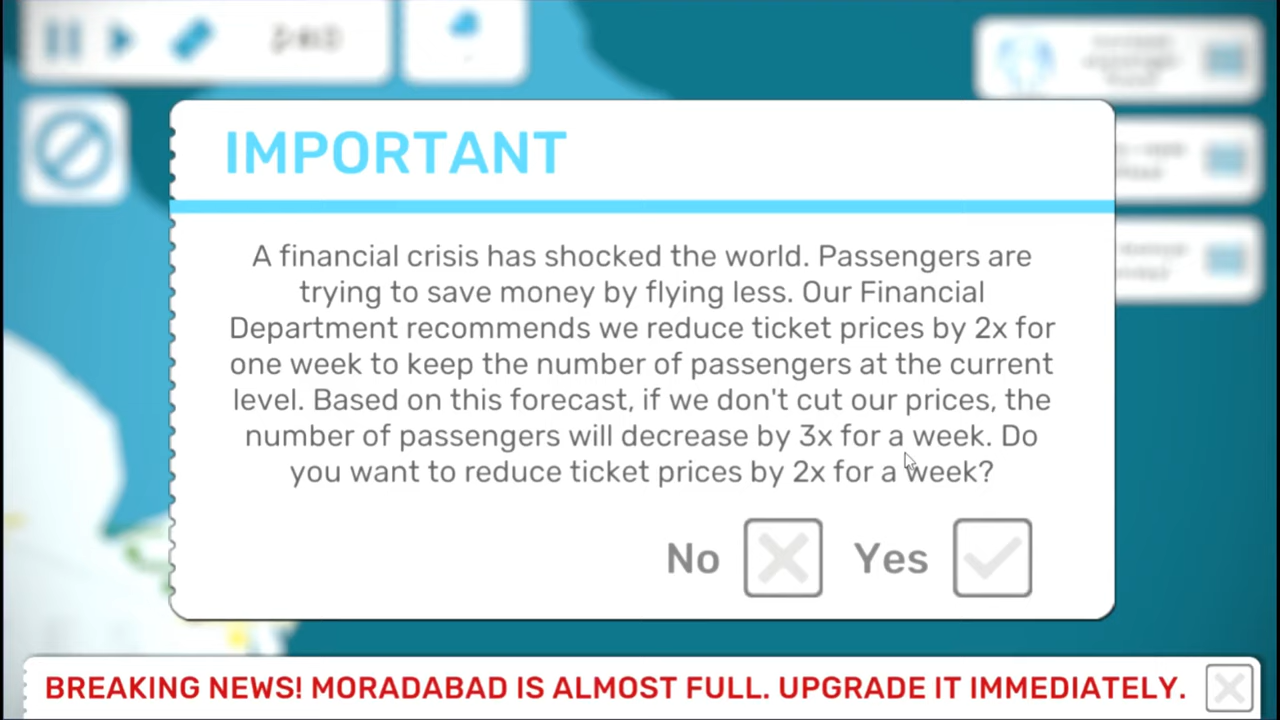 IMPORTANT
A financial crisis has shocked the world. Passengers are
trying to save money by flying less. Our Financial
Department recommends we reduce ticket prices by 2x for
one week to keep the number of passengers at the current
level. Based on this forecast, if we don't cut our prices, the
number of passengers will decrease by 3x for a week. Do
you want to reduce ticket prices by 2x for a week?
No Yes
BREAKING NEWS! MORADABAD IS ALMOST FULL. UPGRADE IT IMMEDIATELY.